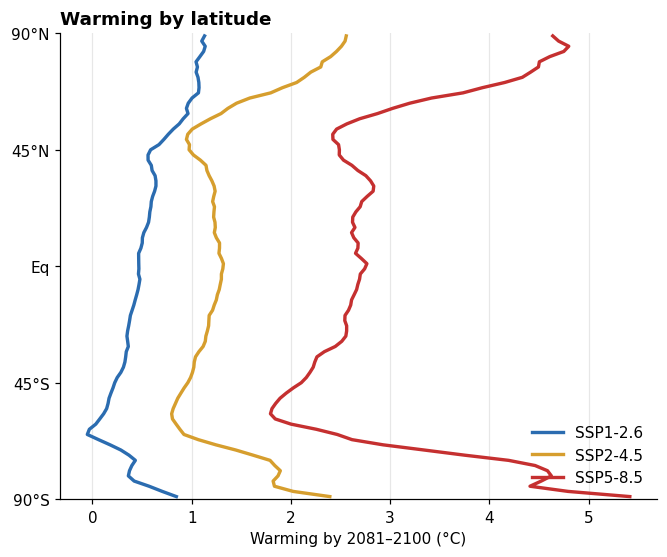 Warming by latitude
90°N
45°N
Eq
45°S
90°S
0 1 2 3 4 5
Warming by 2081–2100 (°C)
SSP1-2.6
SSP2-4.5
SSP5-8.5